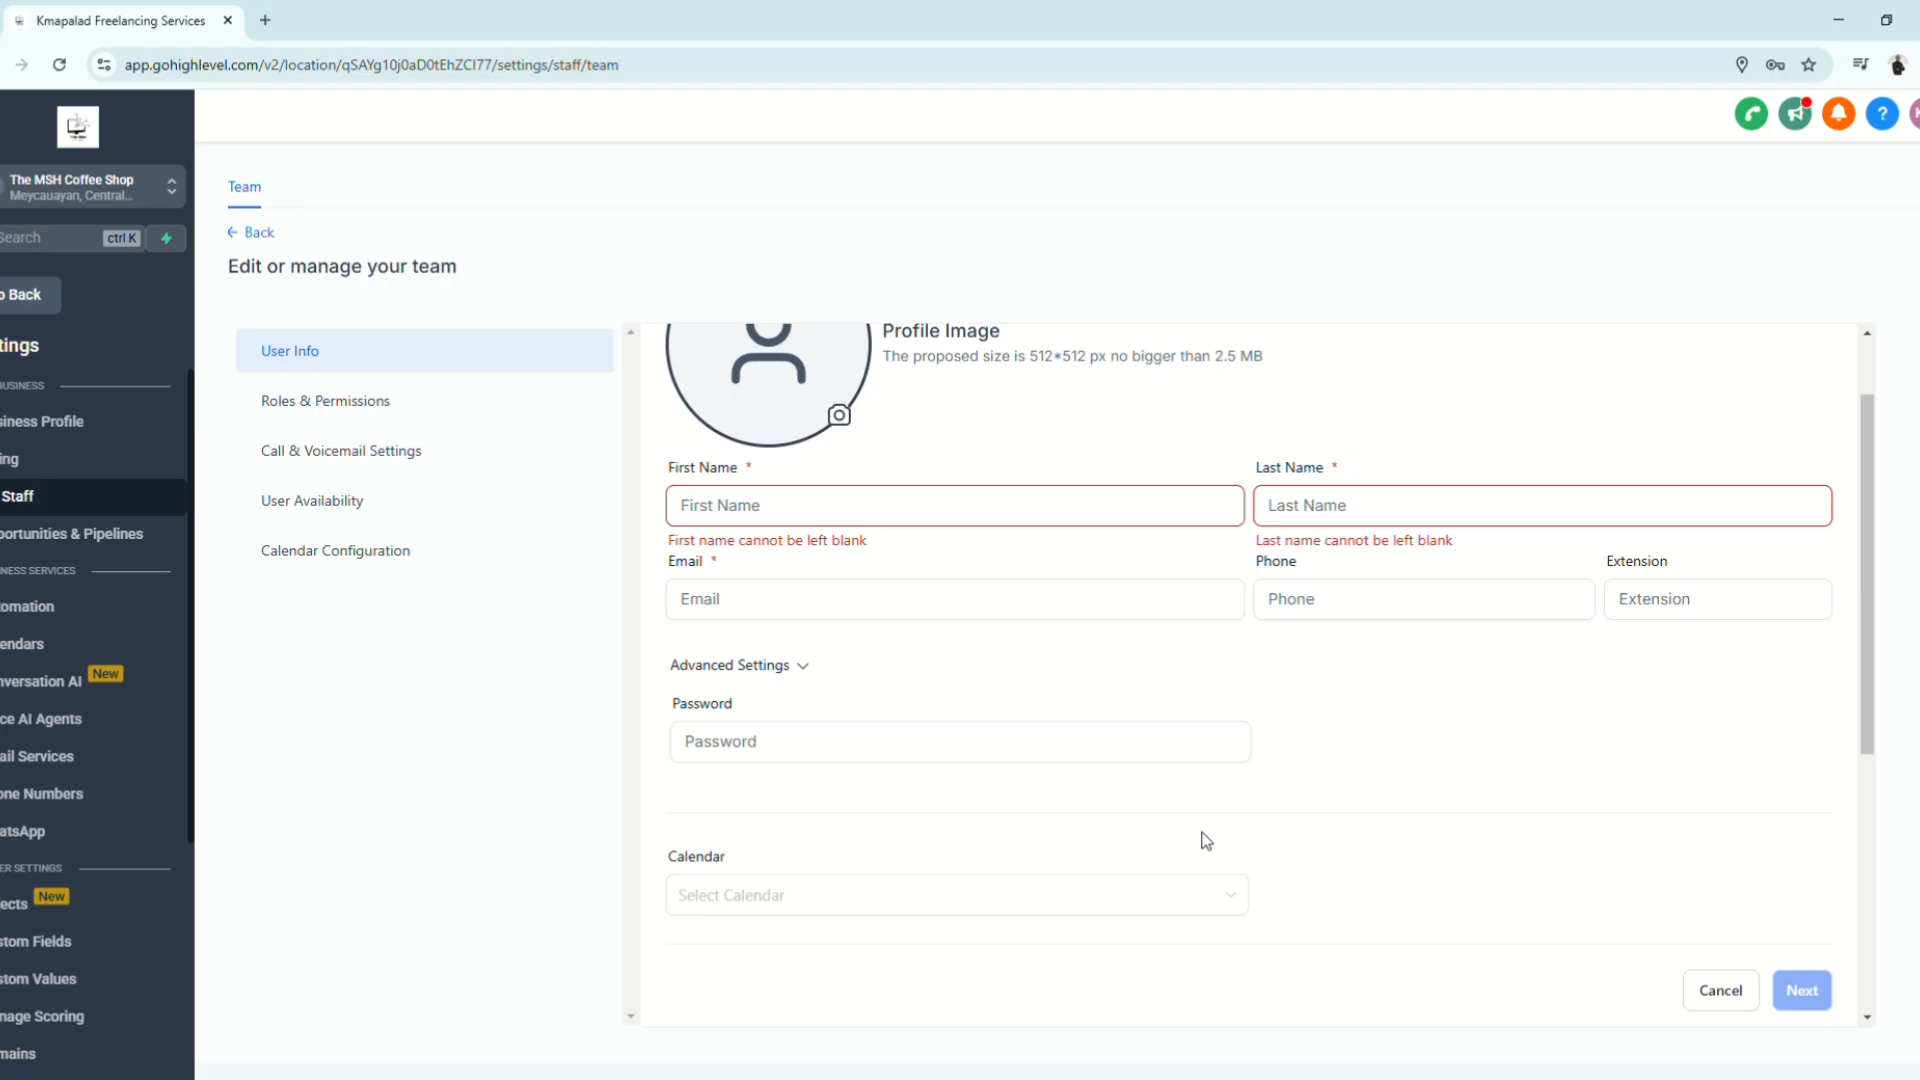 Kmapalad Freelancing Services
app.gohighlevel.com/v2/location/qSAYg10j0aD0tEhZCI77/settings/staff/team
The MSH Coffee Shop
Meycauayan, Central...
Search
ctrl K
o Back
tings
BUSINESS
siness Profile
ing
Staff
portunities & Pipelines
NESS SERVICES
omation
endars
nversation AI New
ce AI Agents
ail Services
one Numbers
atsApp
ER SETTINGS
ects New
stom Fields
stom Values
nage Scoring
mains
Team
← Back
Edit or manage your team
User Info
Roles & Permissions
Call & Voicemail Settings
User Availability
Calendar Configuration
Profile Image
The proposed size is 512*512 px no bigger than 2.5 MB
First Name *
Last Name *
First Name
Last Name
First name cannot be left blank
Last name cannot be left blank
Email *
Phone
Extension
Email
Phone
Extension
Advanced Settings
Password
Password
Calendar
Select Calendar
Cancel
Next